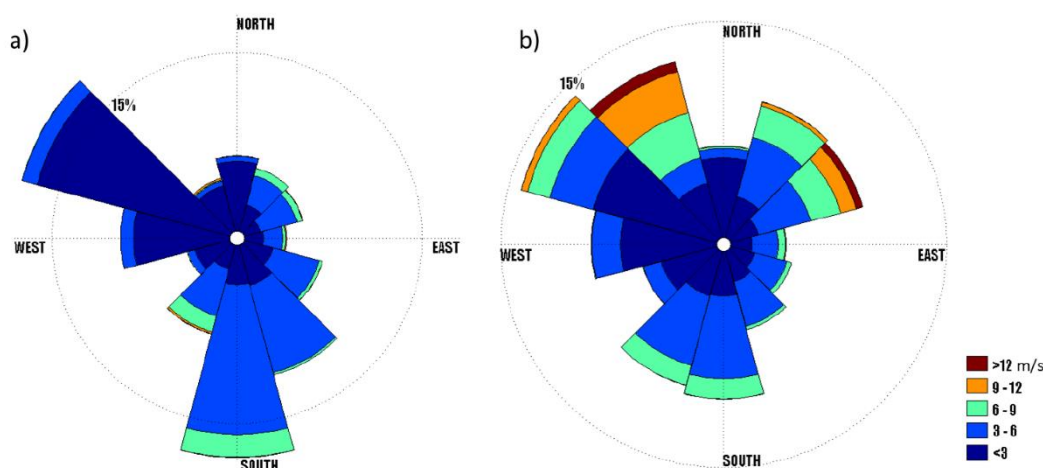 a)
NORTH
15%
WEST
EAST
SOUTH
b)
NORTH
15%
WEST
EAST
SOUTH
>12 m/s
9 - 12
6 - 9
3 - 6
<3